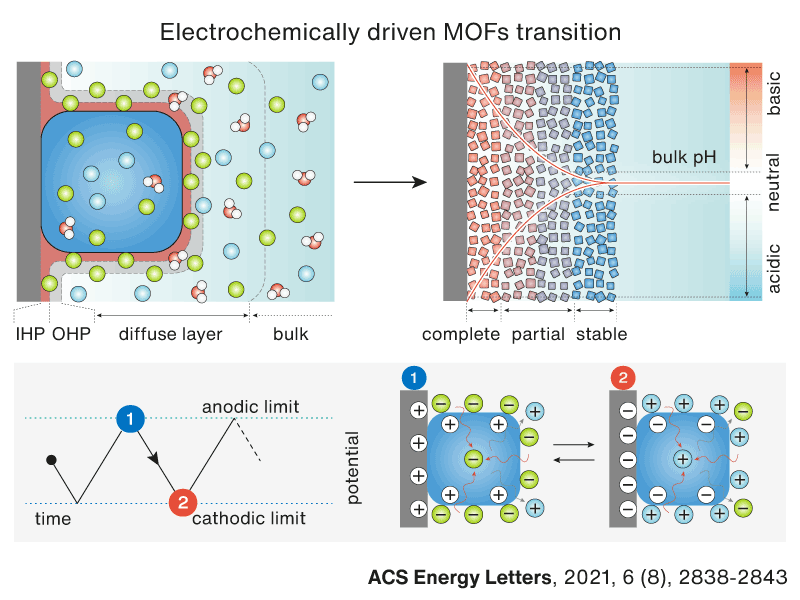 Electrochemically driven MOFs transition
IHP OHP diffuse layer bulk
bulk pH
basic
neutral
acidic
complete partial stable
1
anodic limit
2
time
cathodic limit
potential
1
2
+ − − − +
+ + + −
+ −
+ −
+ + + +
− − − +
− + + + −
− − − +
− +
− +
− − − −
+ + + −
ACS Energy Letters, 2021, 6 (8), 2838-2843